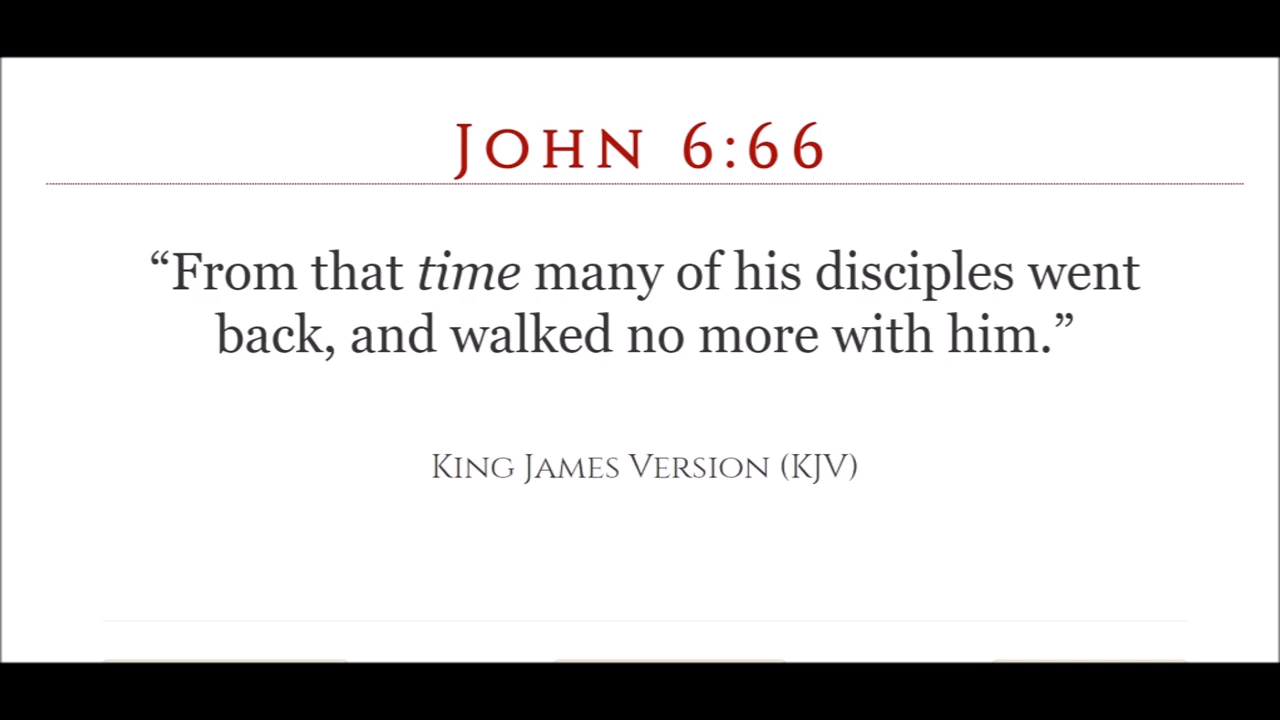 John 6:66
“From that time many of his disciples went
back, and walked no more with him.”
King James Version (KJV)